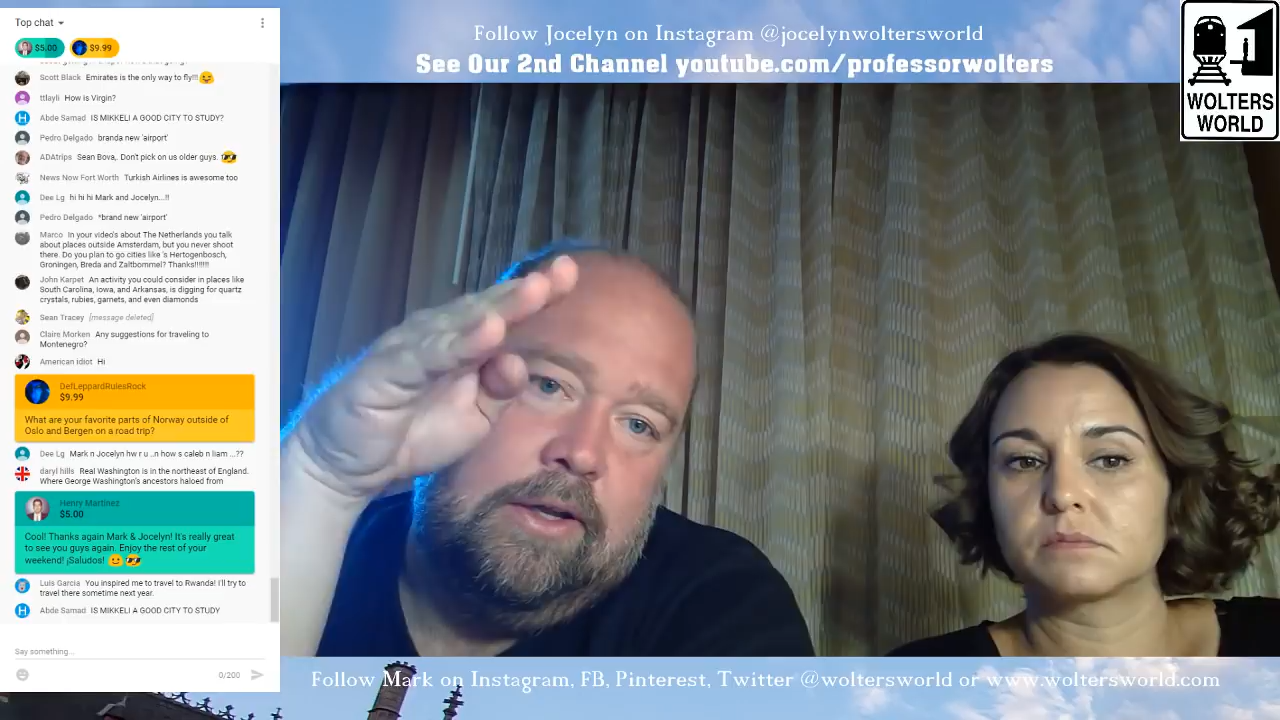 Top chat
$5.00 $9.99
Scott Black Emirates is the only way to fly!!!
ttlayli How is Virgin?
Abde Samad IS MIKKELI A GOOD CITY TO STUDY?
Pedro Delgado branda new 'airport'
ADAtrips Sean Bova,. Don't pick on us older guys.
News Now Fort Worth Turkish Airlines is awesome too
Dee Lg hi hi hi Mark and Jocelyn...!!
Pedro Delgado *brand new 'airport'
Marco In your video's about The Netherlands you talk
about places outside Amsterdam, but you never shoot
there. Do you plan to go cities like 's Hertogenbosch,
Groningen, Breda and Zaltbommel? Thanks!!!!!!!
John Karpet An activity you could consider in places like
South Carolina, Iowa, and Arkansas, is digging for quartz
crystals, rubies, garnets, and even diamonds
Sean Tracey [message deleted]
Claire Morken Any suggestions for traveling to
Montenegro?
American idiot Hi
DefLeppardRulesRock
$9.99
What are your favorite parts of Norway outside of
Oslo and Bergen on a road trip?
Dee Lg Mark n Jocelyn hw r u ..n how s caleb n liam ...??
daryl hills Real Washington is in the northeast of England.
Where George Washington's ancestors haloed from
Henry Martinez
$5.00
Cool! Thanks again Mark & Jocelyn! It's really great
to see you guys again. Enjoy the rest of your
weekend! ¡Saludos!
Luis Garcia You inspired me to travel to Rwanda! I'll try to
travel there sometime next year.
Abde Samad IS MIKKELI A GOOD CITY TO STUDY
Say something...
0/200
Follow Jocelyn on Instagram @jocelynwoltersworld
See Our 2nd Channel youtube.com/professorwolters
WOLTERS
WORLD
Follow Mark on Instagram, FB, Pinterest, Twitter @woltersworld or www.woltersworld.com